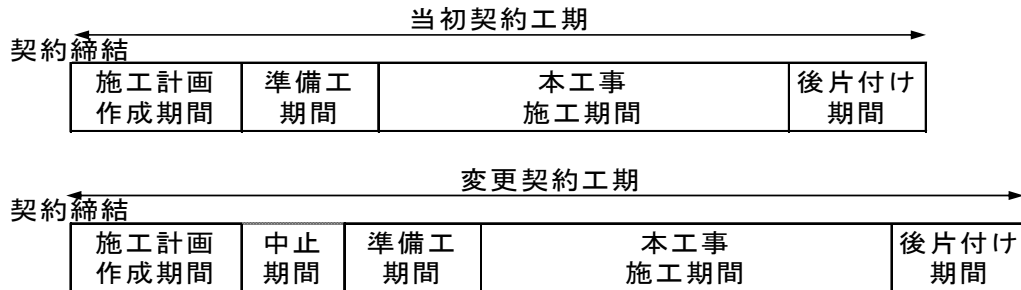 当初契約工期
契約締結
施工計画 準備工 本工事 後片付け
作成期間 期間 施工期間 期間
変更契約工期
契約締結
施工計画 中止 準備工 本工事 後片付け
作成期間 期間 期間 施工期間 期間